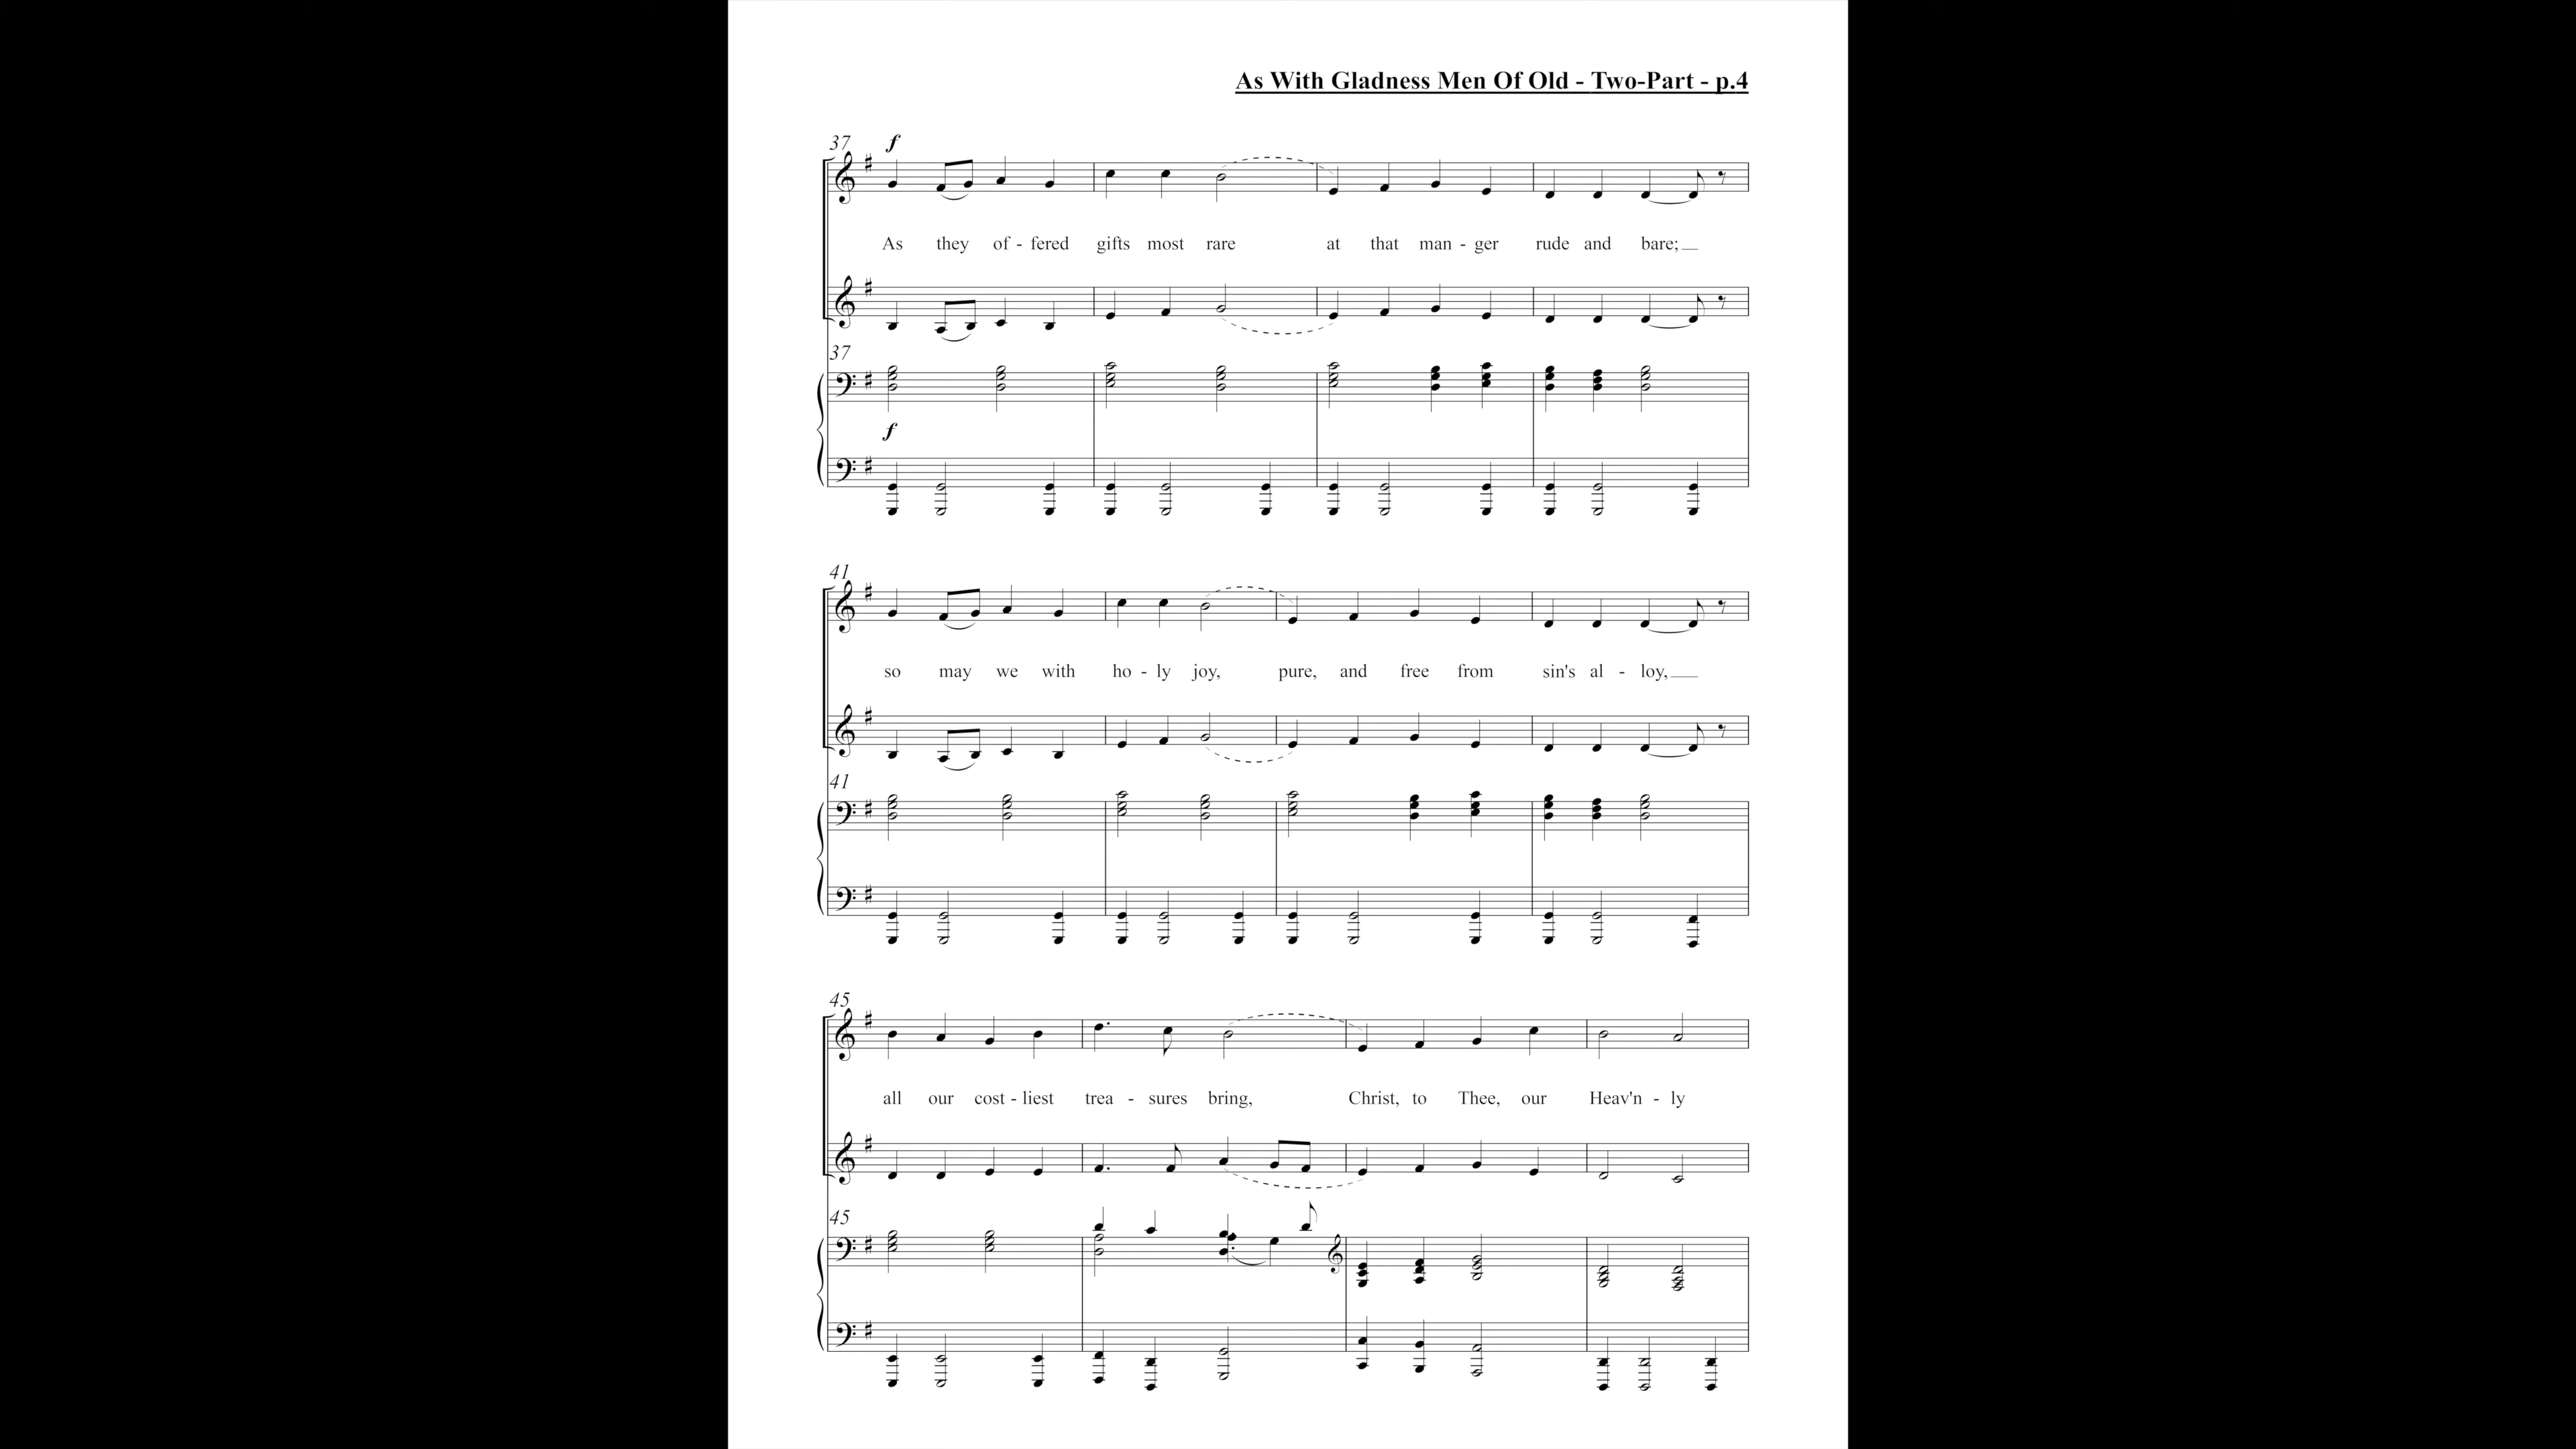 As With Gladness Men Of Old - Two-Part - p.4
37 f
As they of - fered gifts most rare at that man - ger rude and bare;
37
f
41
so may we with ho - ly joy, pure, and free from sin's al - loy,
41
45
all our cost - liest trea - sures bring, Christ, to Thee, our Heav'n - ly
45